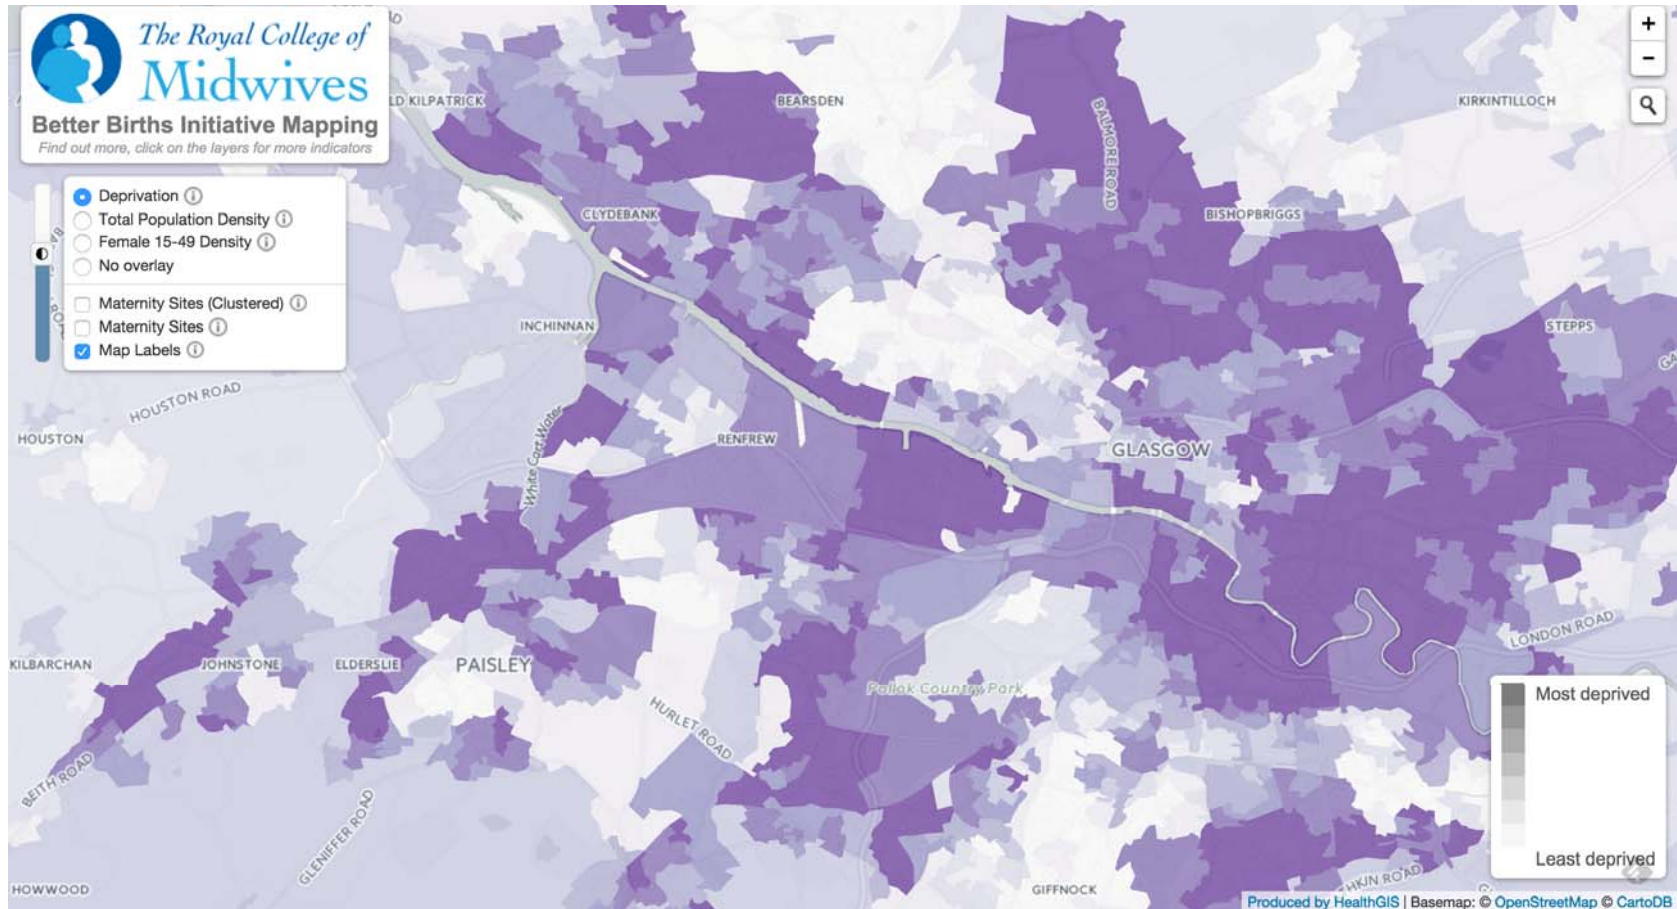 The Royal College of
Midwives
Better Births Initiative Mapping
Find out more, click on the layers for more indicators
Deprivation
Total Population Density
Female 15-49 Density
No overlay
Maternity Sites (Clustered)
Maternity Sites
Map Labels
LD KILPATRICK
BEARSDEN
BALMORE ROAD
KIRKINTILLOCH
+
−
CLYDEBANK
BISHOPBRIGGS
INCHINNAN
STEPPS
HOUSTON ROAD
HOUSTON
White Cart Water
RENFREW
GLASGOW
LONDON ROAD
KILBARCHAN
JOHNSTONE
ELDERSLIE
PAISLEY
Pollok Country Park
HURLET ROAD
BEITH ROAD
GLENIFFER ROAD
HOWWOOD
GIFFNOCK
HKIN ROAD
Most deprived
Least deprived
Produced by HealthGIS | Basemap: © OpenStreetMap © CartoDB